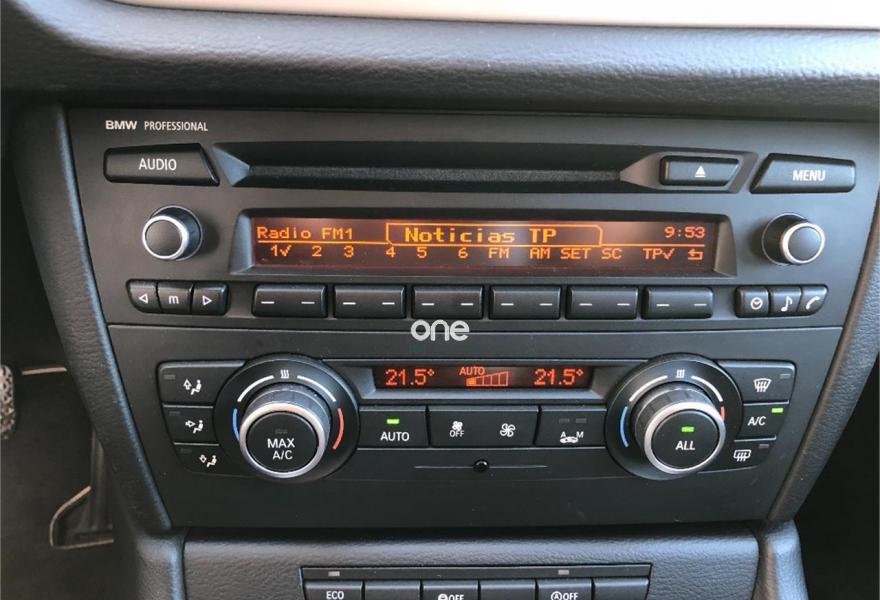 BMW PROFESSIONAL
AUDIO
MENU
Radio FM1 Noticias TP 9:53
1✓ 2 3 4 5 6 FM AM SET SC TP✓
m
one
21.5° AUTO 21.5°
MAX A/C
AUTO
OFF
A M
ALL
A/C
ECO
OFF
A OFF